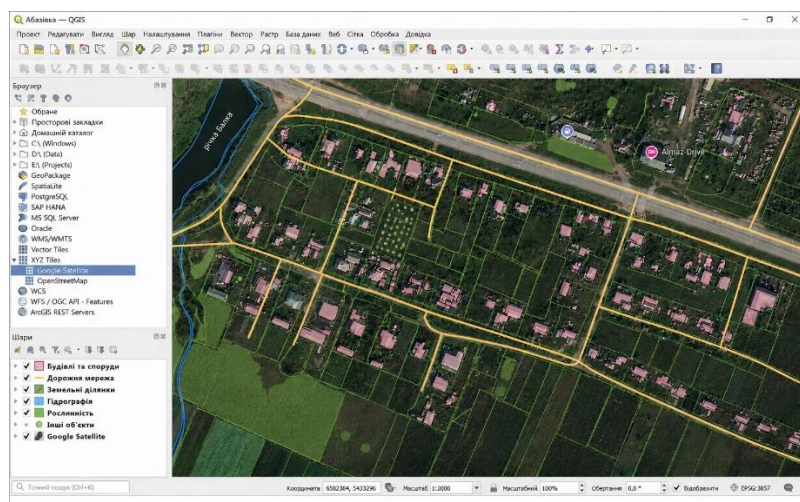 Абазівка — QGIS
Проект Редагувати Вигляд Шар Налаштування Плагіни Вектор Растр База даних Веб Сітка Обробка Довідка
Браузер
Обране
Просторові закладки
Домашній каталог
C:\ (Windows)
D:\ (Data)
E:\ (Projects)
GeoPackage
SpatiaLite
PostgreSQL
SAP HANA
MS SQL Server
Oracle
WMS/WMTS
Vector Tiles
XYZ Tiles
Google Satellite
OpenStreetMap
WCS
WFS / OGC API - Features
ArcGIS REST Servers
річка Балка
Almaz-Drive
Шари
Будівлі та споруди
Дорожня мережа
Земельні ділянки
Гідрографія
Рослинність
Інші об'єкти
Google Satellite
Точний пошук (Ctrl+K)
Координата 6582384, 5433296 Масштаб 1:2000 Масштабний 100% Обертання 0,0 ° Відобразити EPSG:3857